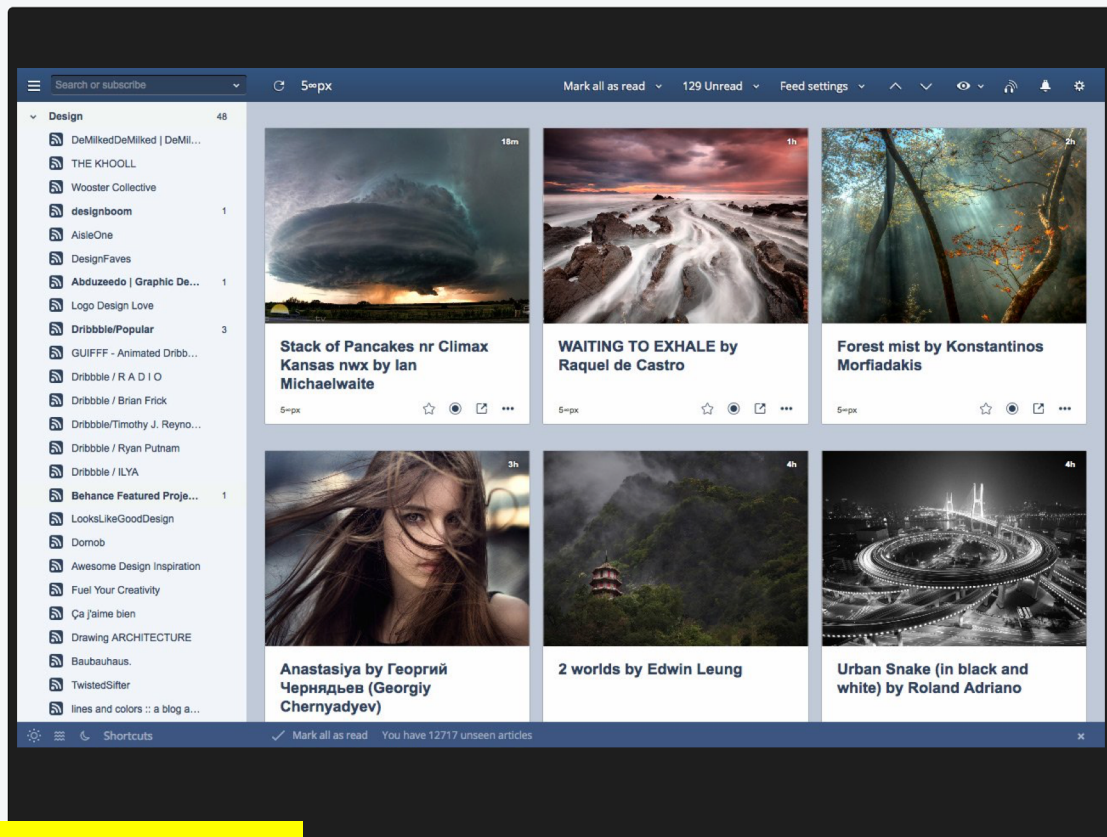 Search or subscribe
5∞px
Mark all as read
129 Unread
Feed settings
Design 48
DeMilkedDeMilked | DeMil...
THE KHOOLL
Wooster Collective
designboom 1
AisleOne
DesignFaves
Abduzeedo | Graphic De... 1
Logo Design Love
Dribbble/Popular 3
GUIFFF - Animated Dribb...
Dribbble / R A D I O
Dribbble / Brian Frick
Dribbble/Timothy J. Reyno...
Dribbble / Ryan Putnam
Dribbble / ILYA
Behance Featured Proje... 1
LooksLikeGoodDesign
Dornob
Awesome Design Inspiration
Fuel Your Creativity
Ça j'aime bien
Drawing ARCHITECTURE
Baubauhaus.
TwistedSifter
lines and colors :: a blog a...
18m
Stack of Pancakes nr Climax
Kansas nwx by Ian
Michaelwaite
5∞px
1h
WAITING TO EXHALE by
Raquel de Castro
5∞px
2h
Forest mist by Konstantinos
Morfiadakis
5∞px
3h
Anastasiya by Георгий
Чернядьев (Georgiy
Chernyadyev)
4h
2 worlds by Edwin Leung
4h
Urban Snake (in black and
white) by Roland Adriano
Shortcuts
Mark all as read
You have 12717 unseen articles